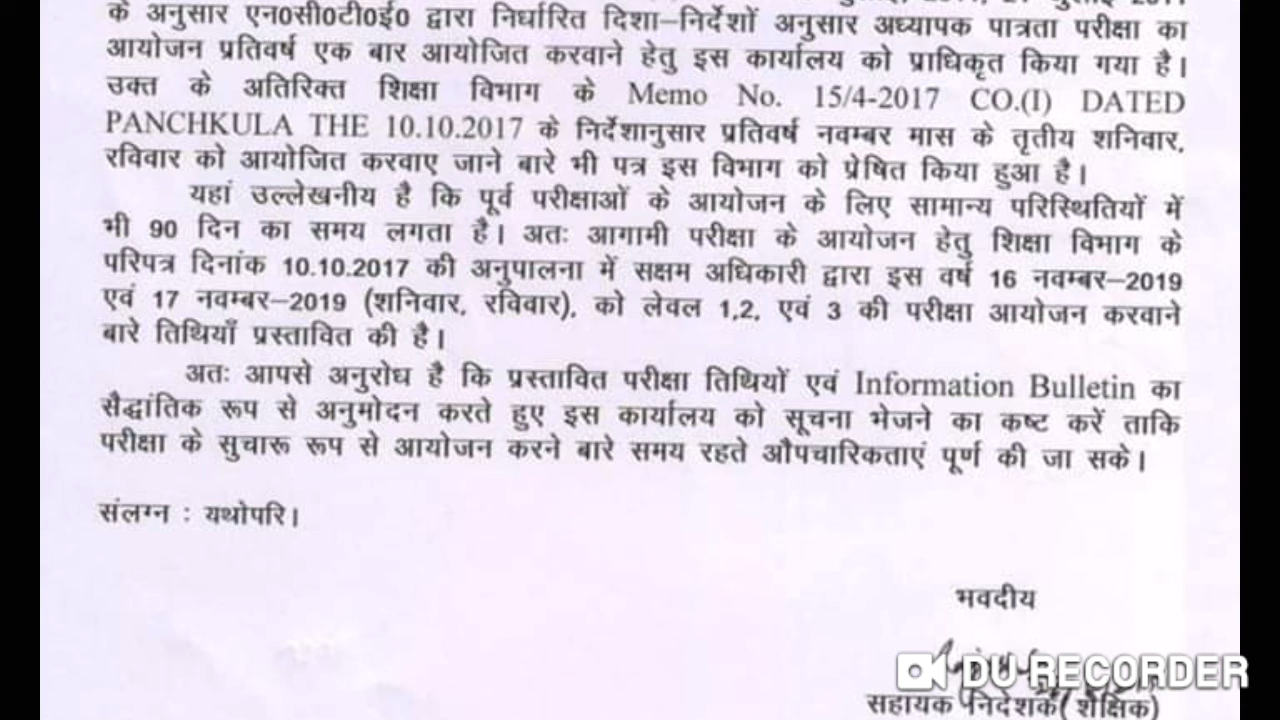 के अनुसार एन0सी0टी0ई0 द्वारा निर्धारित दिशा–निर्देशों अनुसार अध्यापक पात्रता परीक्षा का
आयोजन प्रतिवर्ष एक बार आयोजित करवाने हेतु इस कार्यालय को प्राधिकृत किया गया है।
उक्त के अतिरिक्त शिक्षा विभाग के Memo No. 15/4-2017 CO.(I) DATED
PANCHKULA THE 10.10.2017 के निर्देशानुसार प्रतिवर्ष नवम्बर मास के तृतीय शनिवार,
रविवार को आयोजित करवाए जाने बारे भी पत्र इस विभाग को प्रेषित किया हुआ है।
यहां उल्लेखनीय है कि पूर्व परीक्षाओं के आयोजन के लिए सामान्य परिस्थितियों में
भी 90 दिन का समय लगता है। अतः आगामी परीक्षा के आयोजन हेतु शिक्षा विभाग के
परिपत्र दिनांक 10.10.2017 की अनुपालना में सक्षम अधिकारी द्वारा इस वर्ष 16 नवम्बर–2019
एवं 17 नवम्बर–2019 (शनिवार, रविवार), को लेवल 1,2, एवं 3 की परीक्षा आयोजन करवाने
बारे तिथियाँ प्रस्तावित की है।
अतः आपसे अनुरोध है कि प्रस्तावित परीक्षा तिथियों एवं Information Bulletin का
सैद्धांतिक रूप से अनुमोदन करते हुए इस कार्यालय को सूचना भेजने का कष्ट करें ताकि
परीक्षा के सुचारू रूप से आयोजन करने बारे समय रहते औपचारिकताएं पूर्ण की जा सके।
संलग्न : यथोपरि।
भवदीय
DU RECORDER
सहायक निदेशक( शैक्षिक)